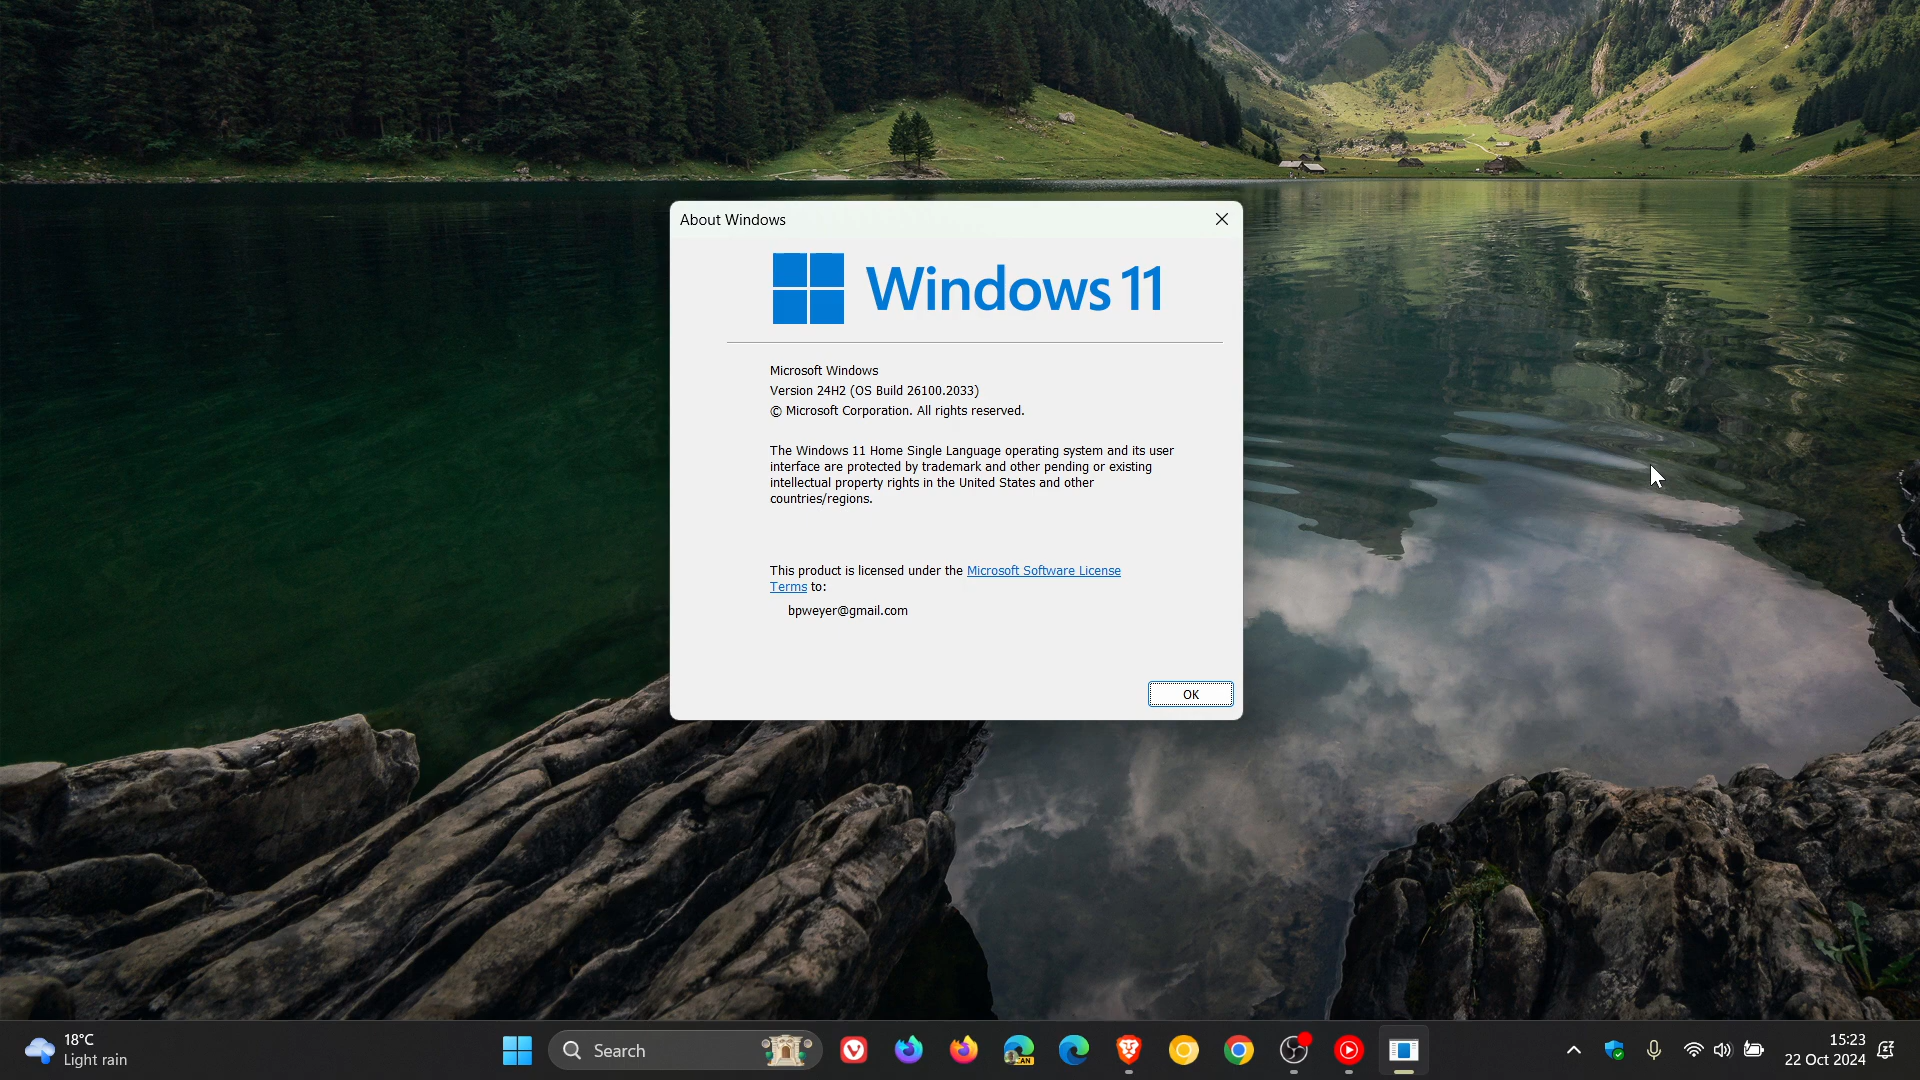 About Windows
Windows 11
Microsoft Windows
Version 24H2 (OS Build 26100.2033)
© Microsoft Corporation. All rights reserved.
The Windows 11 Home Single Language operating system and its user
interface are protected by trademark and other pending or existing
intellectual property rights in the United States and other
countries/regions.
This product is licensed under the Microsoft Software License
Terms to:
bpweyer@gmail.com
OK
18°C
Light rain
Search
CAN
15:23
22 Oct 2024